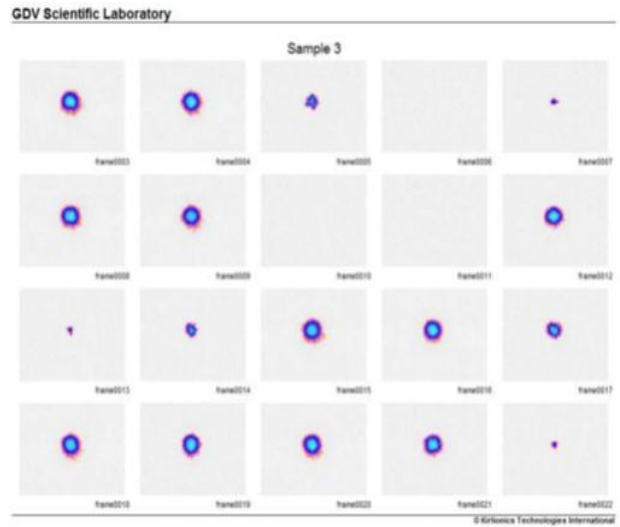 GDV Scientific Laboratory
Sample 3
frame0003 frame0004 frame0005 frame0006 frame0007
frame0008 frame0009 frame0010 frame0011 frame0012
frame0013 frame0014 frame0015 frame0016 frame0017
frame0018 frame0019 frame0020 frame0021 frame0022
© Kirlionics Technologies International